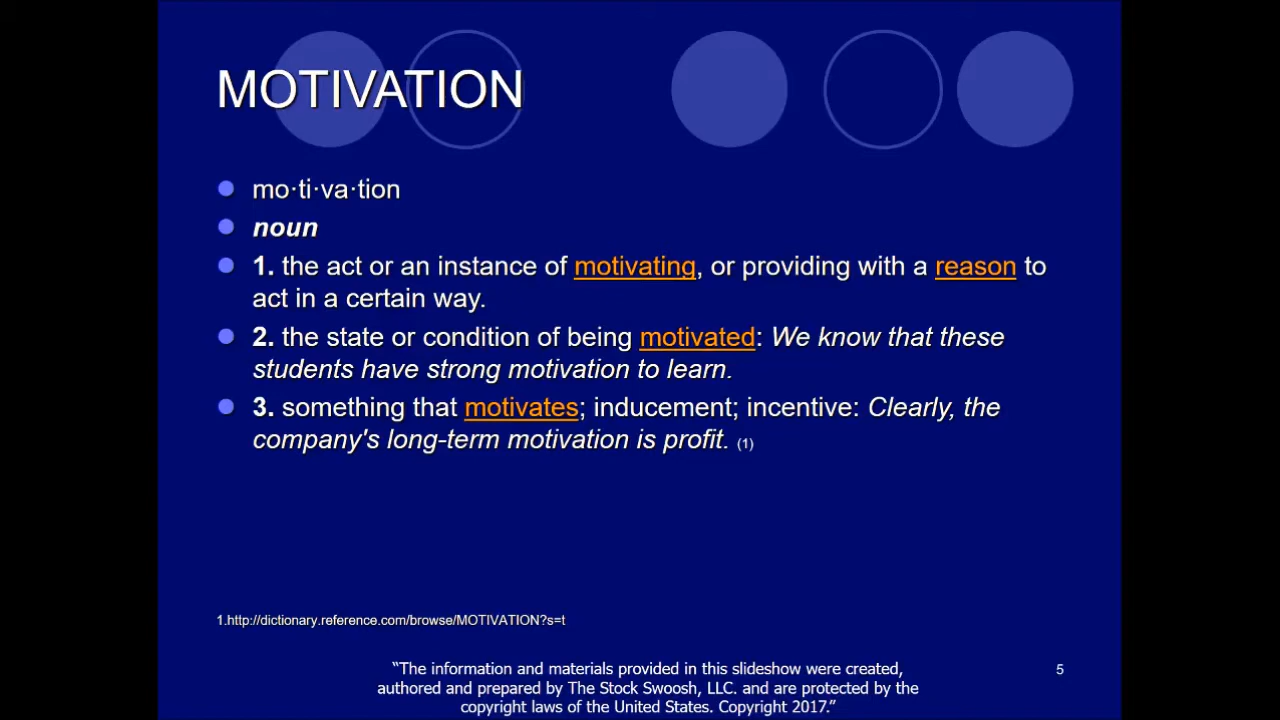 MOTIVATION
mo·ti·va·tion
noun
1. the act or an instance of motivating, or providing with a reason to
act in a certain way.
2. the state or condition of being motivated: We know that these
students have strong motivation to learn.
3. something that motivates; inducement; incentive: Clearly, the
company's long-term motivation is profit. (1)
1.http://dictionary.reference.com/browse/MOTIVATION?s=t
“The information and materials provided in this slideshow were created,
authored and prepared by The Stock Swoosh, LLC. and are protected by the
copyright laws of the United States. Copyright 2017.”
5